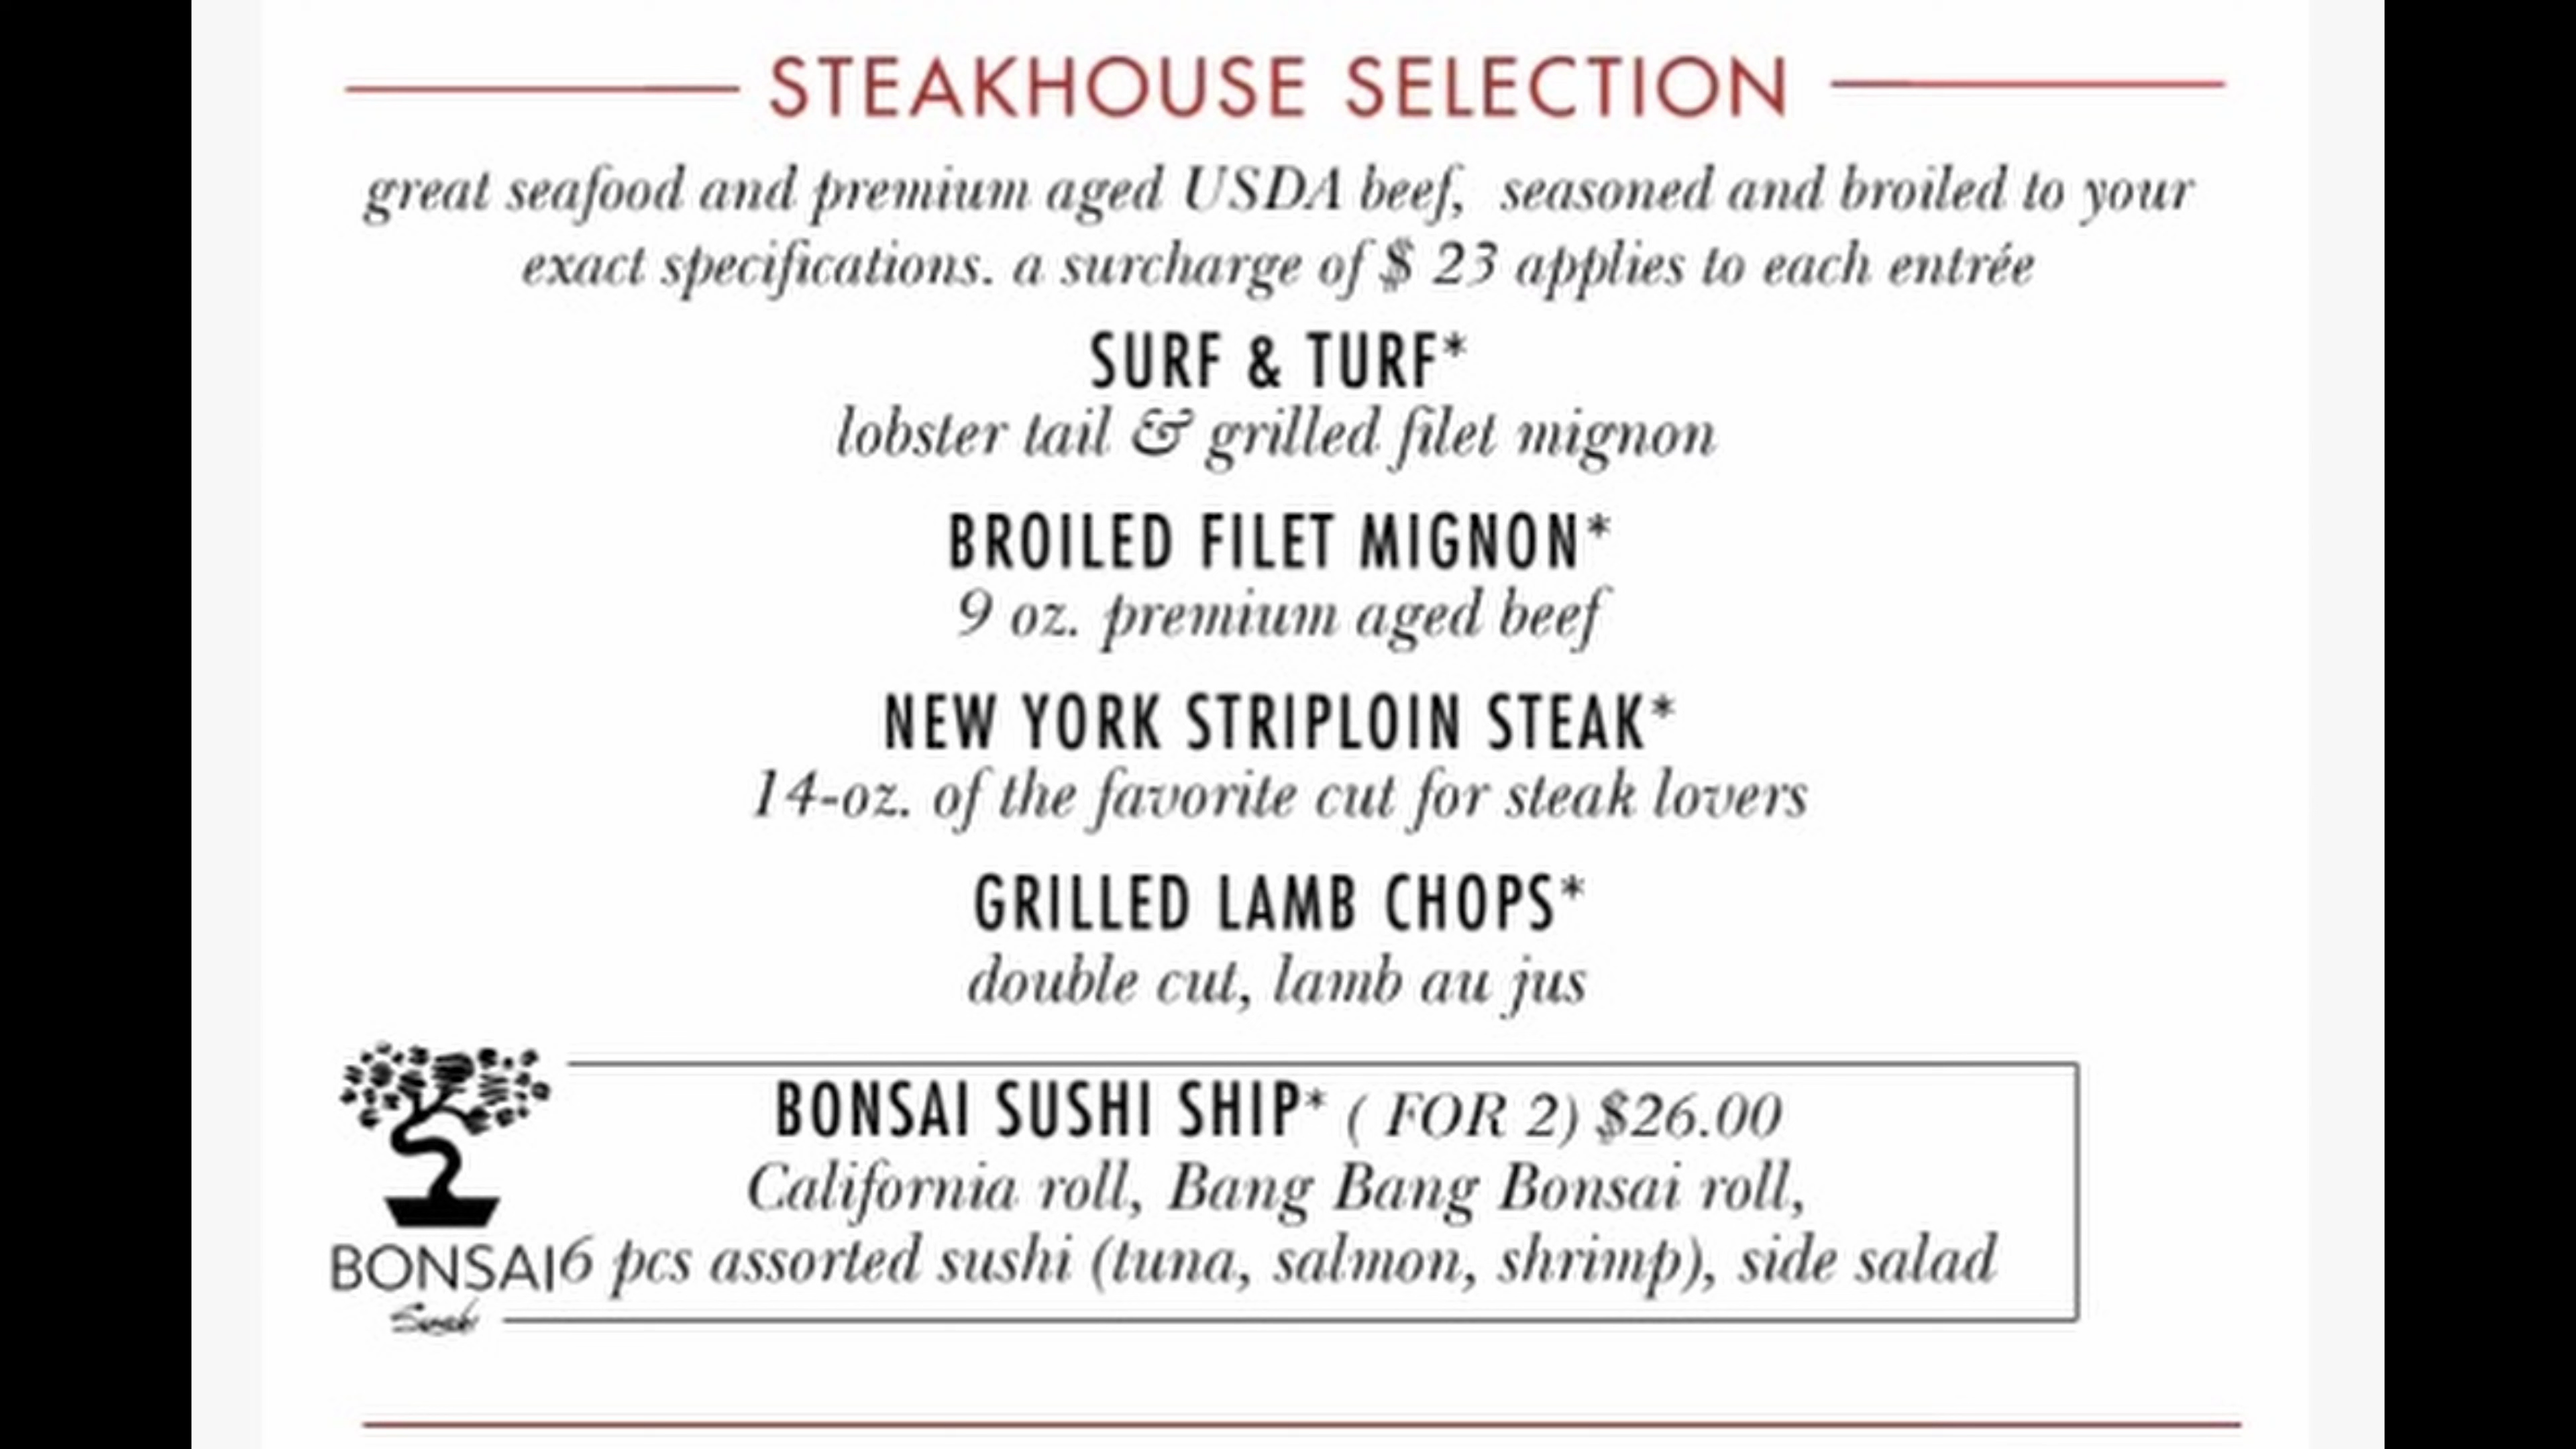 STEAKHOUSE SELECTION
great seafood and premium aged USDA beef, seasoned and broiled to your
exact specifications. a surcharge of $ 23 applies to each entrée
SURF & TURF*
lobster tail & grilled filet mignon
BROILED FILET MIGNON*
9 oz. premium aged beef
NEW YORK STRIPLOIN STEAK*
14-oz. of the favorite cut for steak lovers
GRILLED LAMB CHOPS*
double cut, lamb au jus
BONSAI SUSHI SHIP* ( FOR 2) $26.00
California roll, Bang Bang Bonsai roll,
6 pcs assorted sushi (tuna, salmon, shrimp), side salad
BONSAI
Sushi